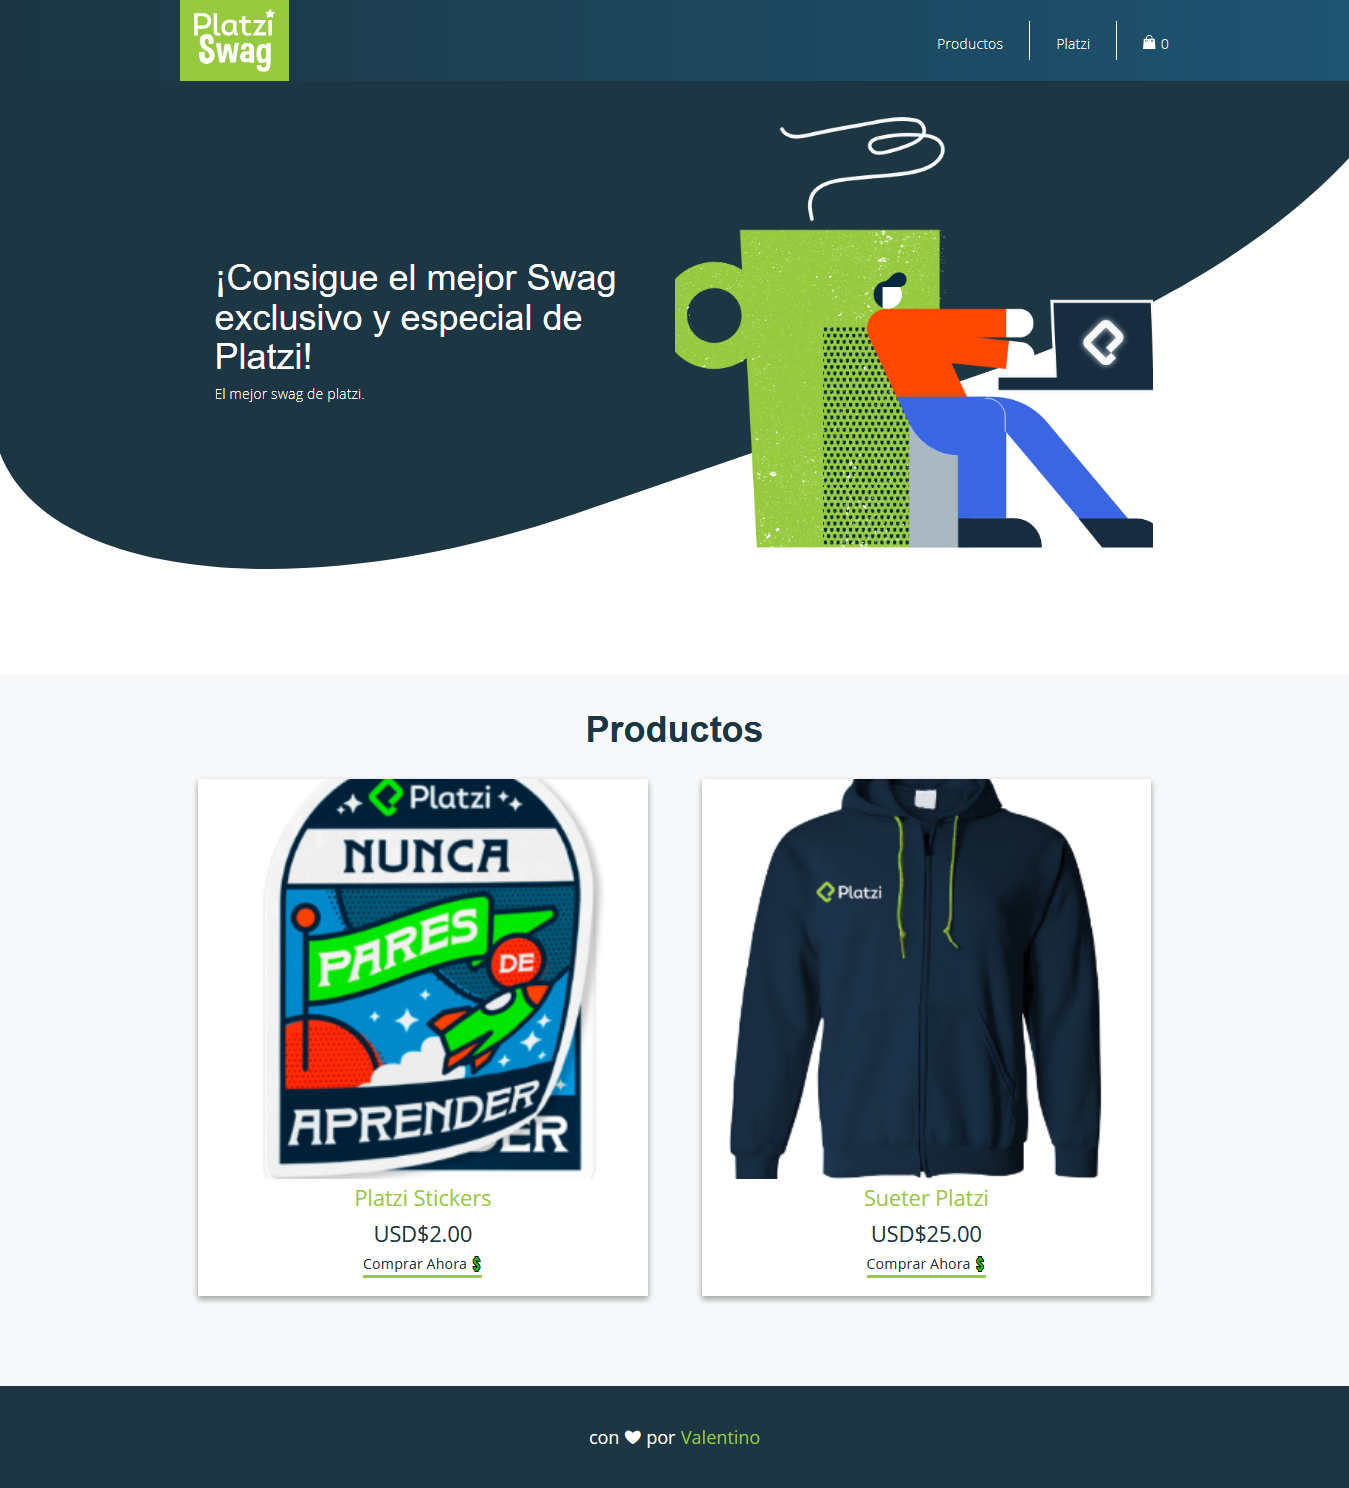 Platzi
Swag
Productos
Platzi
0
¡Consigue el mejor Swag
exclusivo y especial de
Platzi!
El mejor swag de platzi.
Productos
Platzi
NUNCA
PARES
DE
APRENDER
DER
Platzi
Platzi Stickers
USD$2.00
Comprar Ahora $
Sueter Platzi
USD$25.00
Comprar Ahora $
con ♥ por Valentino